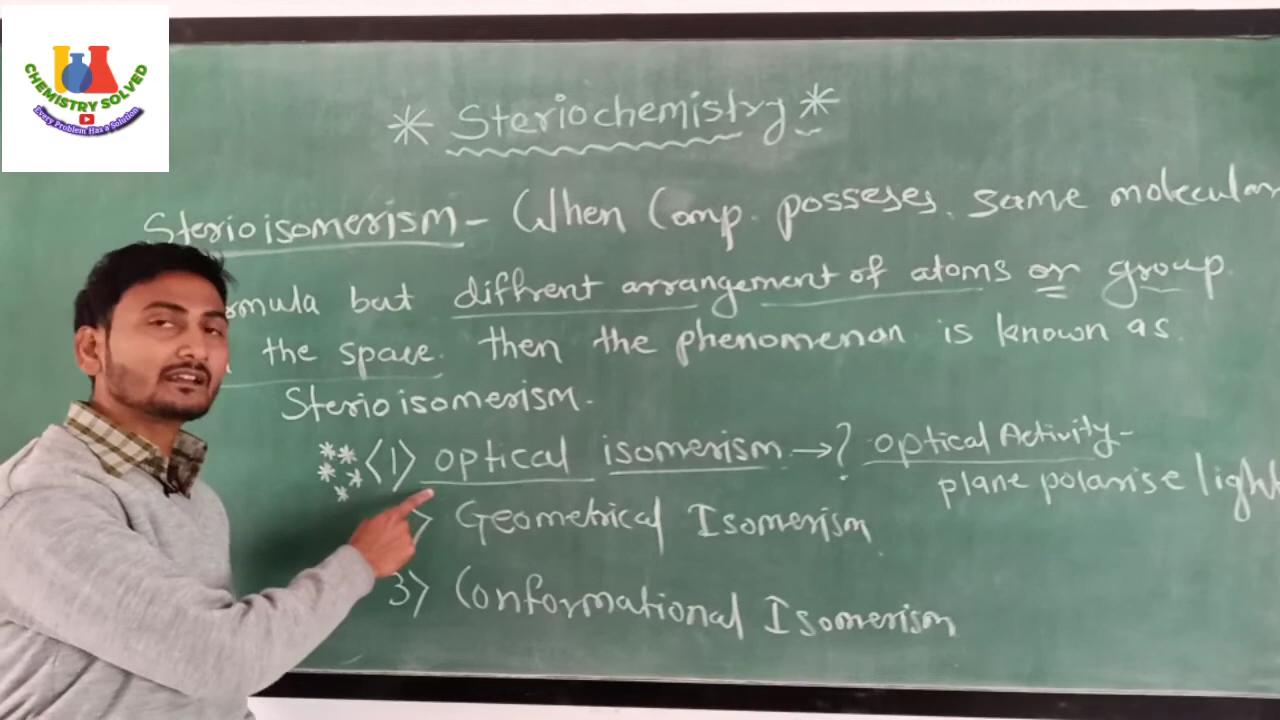 CHEMISTRY SOLVED
Every Problem Has a Solution
* Steriochemistry *
Sterioisomerism - When Comp. posseses. same molecular
but diffrent arrangement of atoms or group.
the space. then the phenomenon is known as.
Sterioisomerism.
(1) optical isomerism → ? optical Activity-
plane polarise light
Geometrical Isomerism
3) Conformational Isomerism